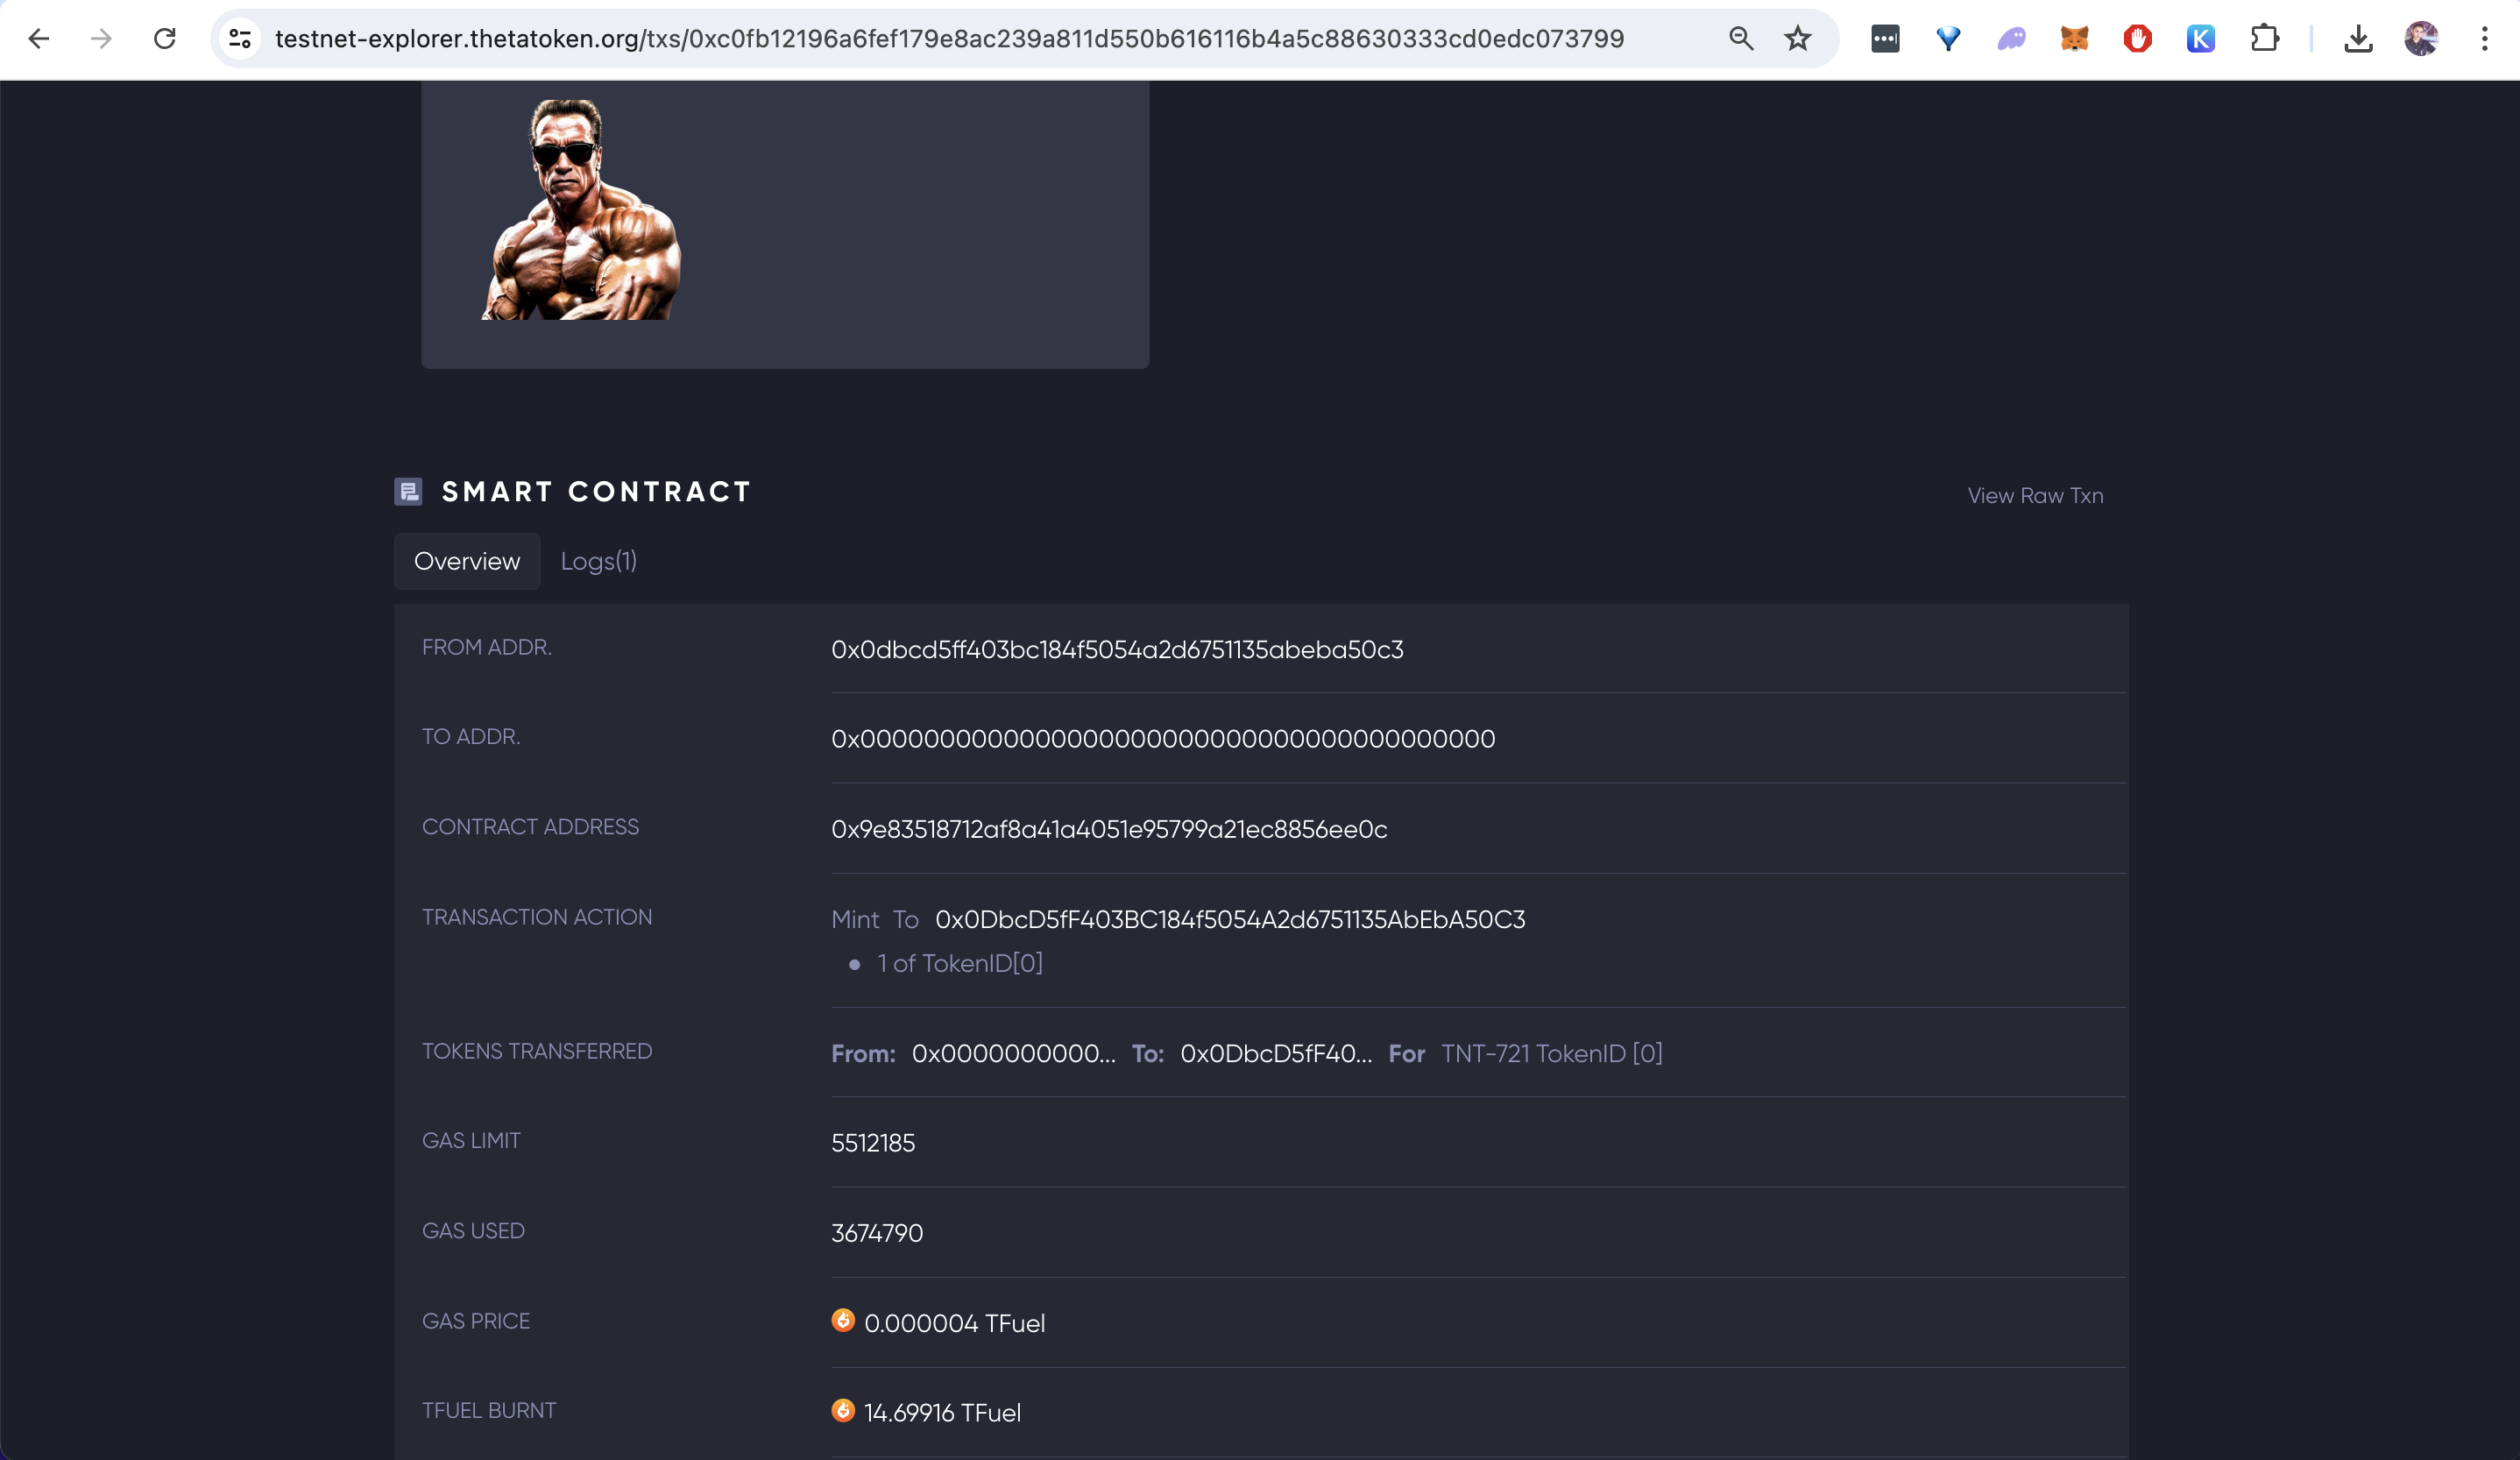 testnet-explorer.thetatoken.org/txs/0xc0fb12196a6fef179e8ac239a811d550b616116b4a5c88630333cd0edc073799
K
SMART CONTRACT
View Raw Txn
Overview Logs(1)
FROM ADDR. 0x0dbcd5ff403bc184f5054a2d6751135abeba50c3
TO ADDR. 0x0000000000000000000000000000000000000000
CONTRACT ADDRESS 0x9e83518712af8a41a4051e95799a21ec8856ee0c
TRANSACTION ACTION Mint To 0x0DbcD5fF403BC184f5054A2d6751135AbEbA50C3
• 1 of TokenID[0]
TOKENS TRANSFERRED From: 0x0000000000... To: 0x0DbcD5fF40... For TNT-721 TokenID [0]
GAS LIMIT 5512185
GAS USED 3674790
GAS PRICE 0.000004 TFuel
TFUEL BURNT 14.69916 TFuel